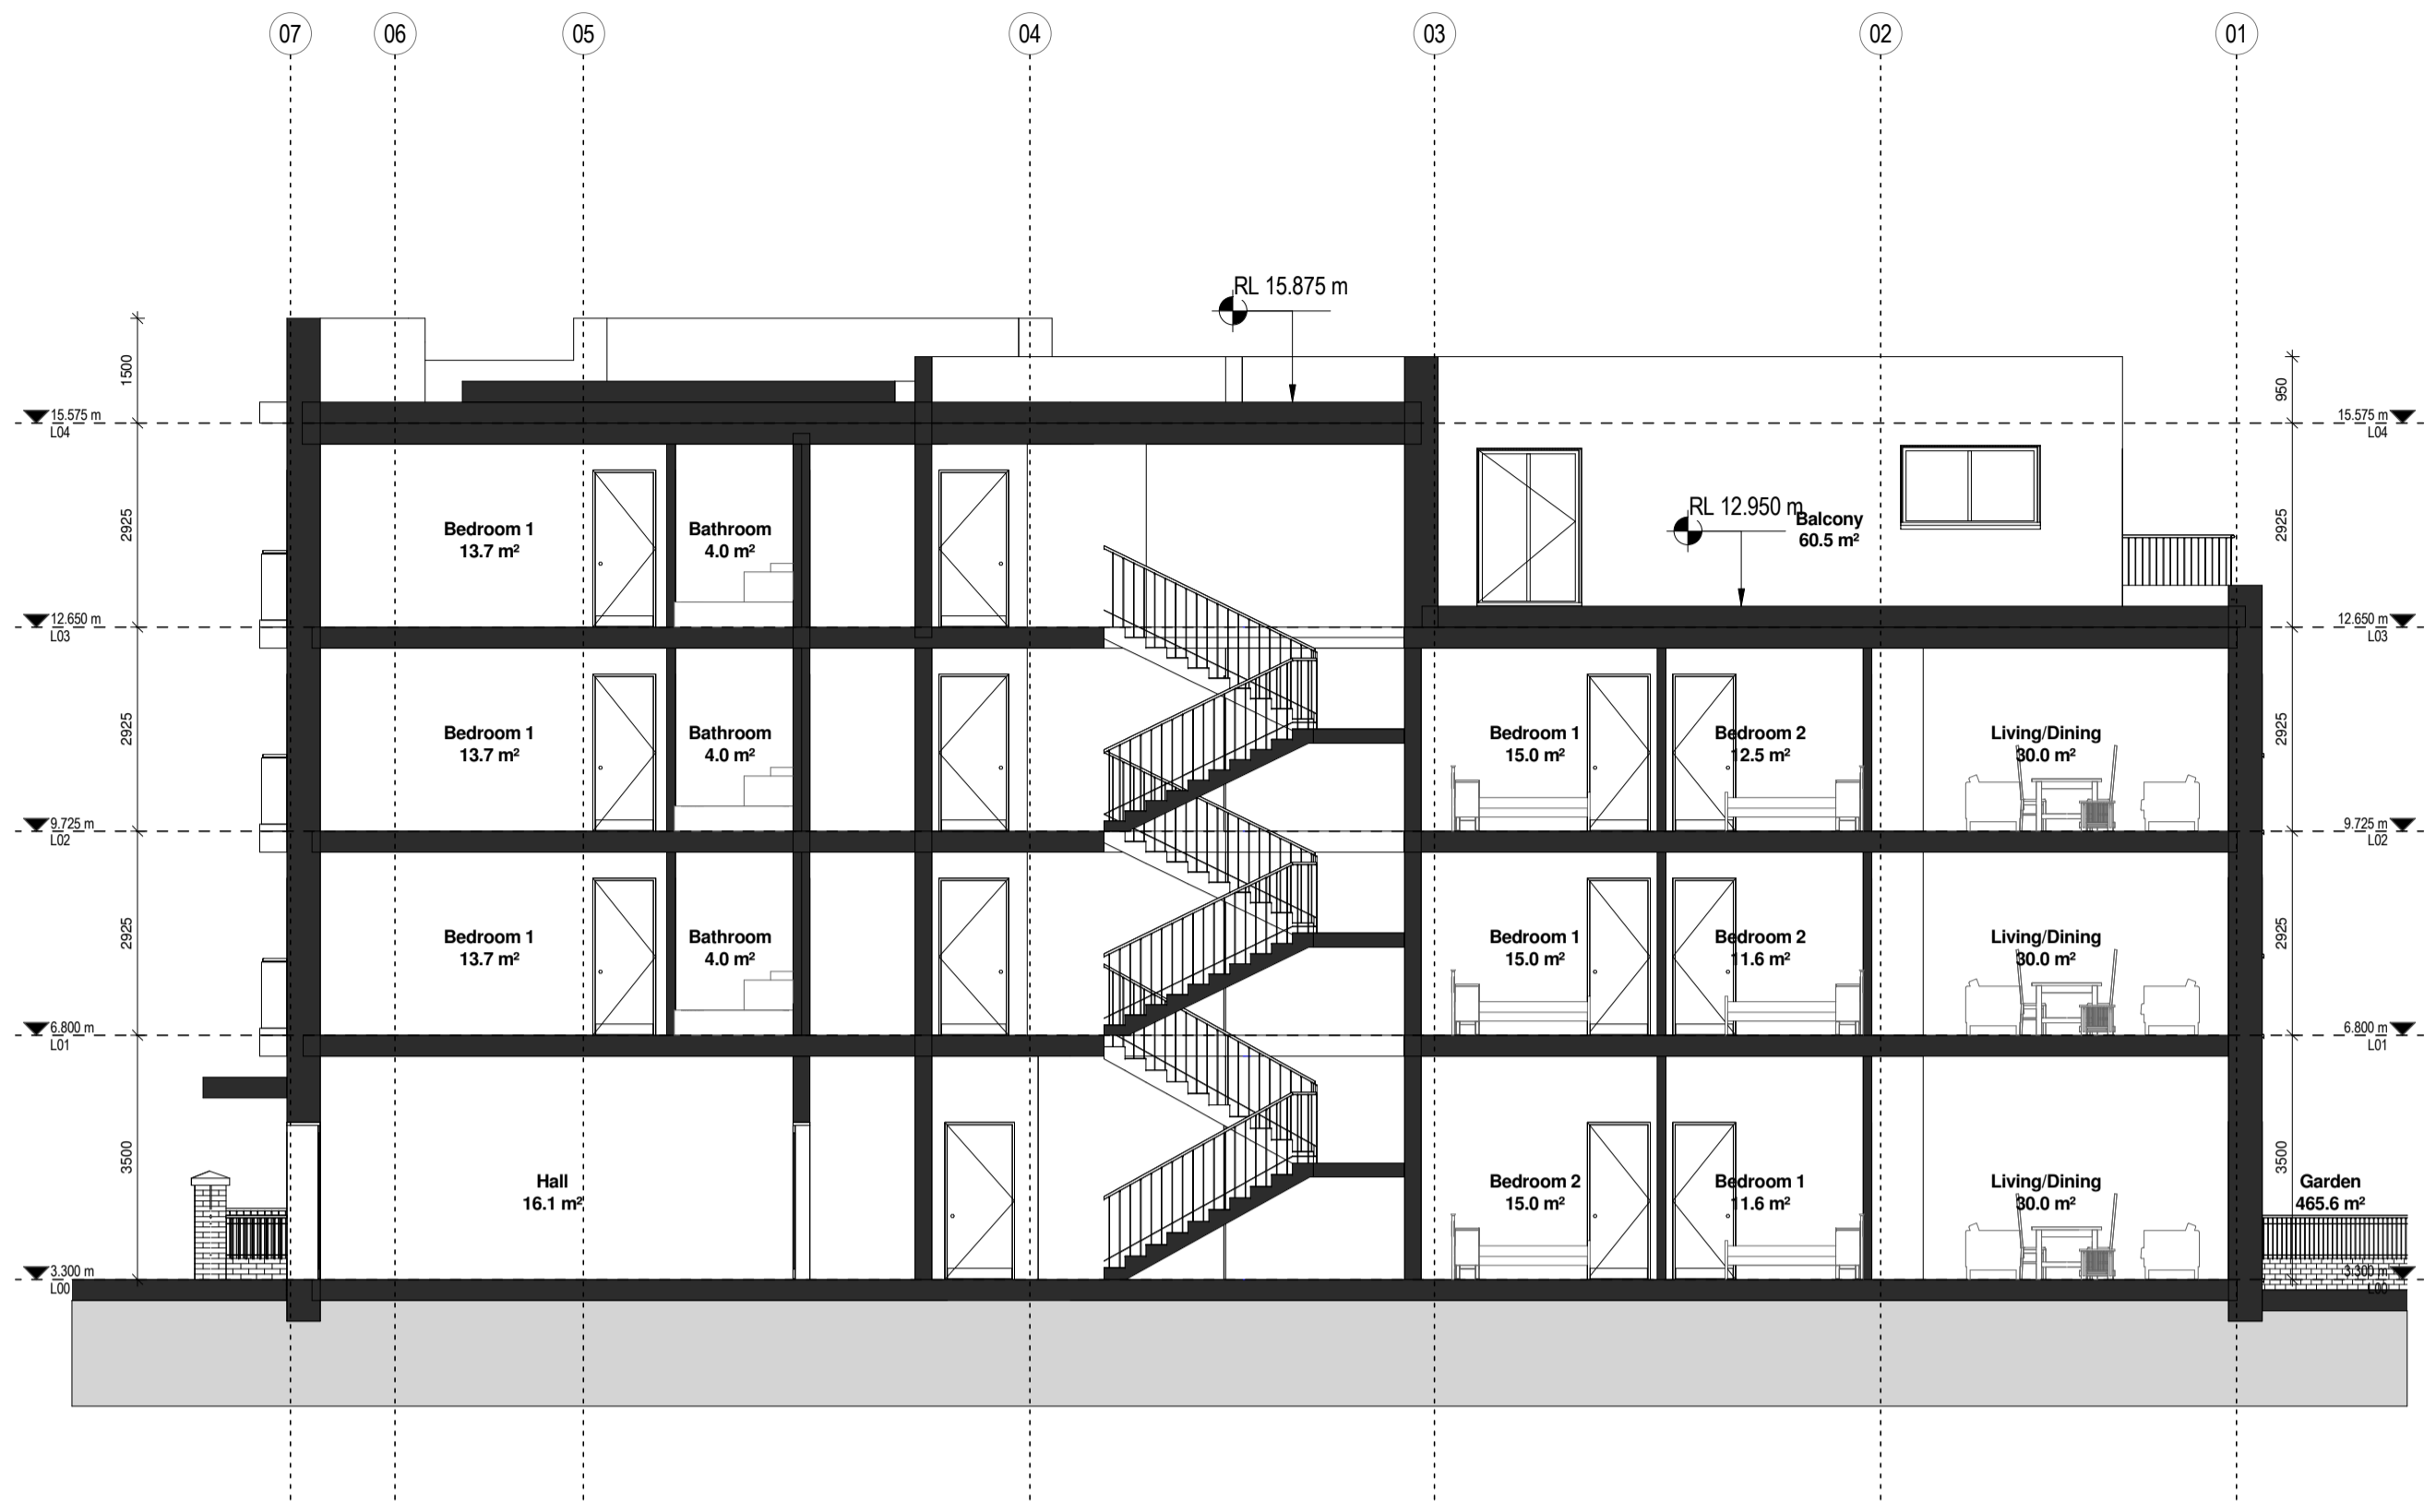 07
06
05
04
03
02
01
RL 15.875 m
1500
950
15.575 m
L04
15.575 m
L04
RL 12.950 m
Balcony
60.5 m²
2925
Bedroom 1
13.7 m²
Bathroom
4.0 m²
2925
12.650 m
L03
12.650 m
L03
2925
Bedroom 1
13.7 m²
Bathroom
4.0 m²
Bedroom 1
15.0 m²
Bedroom 2
12.5 m²
Living/Dining
30.0 m²
2925
9.725 m
L02
9.725 m
L02
2925
Bedroom 1
13.7 m²
Bathroom
4.0 m²
Bedroom 1
15.0 m²
Bedroom 2
11.6 m²
Living/Dining
30.0 m²
2925
6.800 m
L01
6.800 m
L01
3500
Hall
16.1 m²
Bedroom 2
15.0 m²
Bedroom 1
11.6 m²
Living/Dining
30.0 m²
3500
Garden
465.6 m²
3.300 m
L00
3.300 m
L00